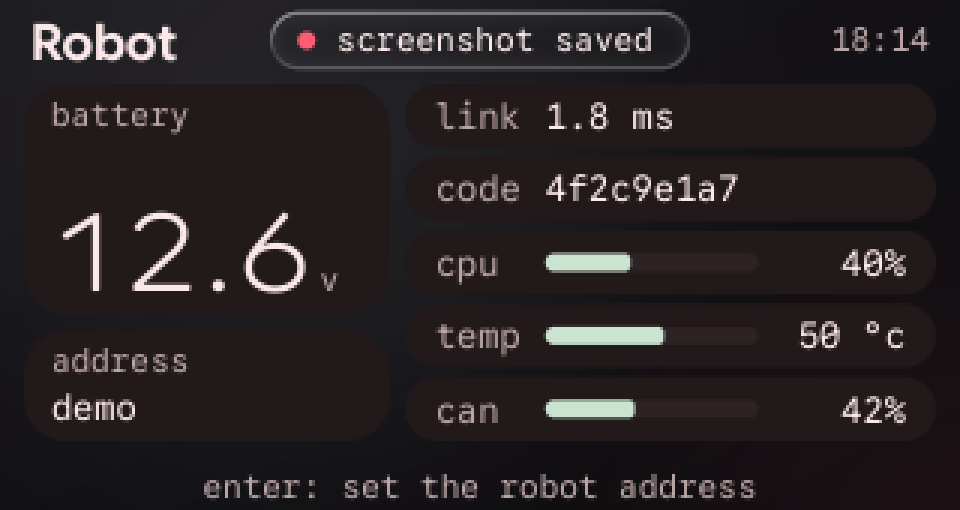 Robot
screenshot saved
18:14
battery
12.6 v
address
demo
link 1.8 ms
code 4f2c9e1a7
cpu 40%
temp 50 °c
can 42%
enter: set the robot address